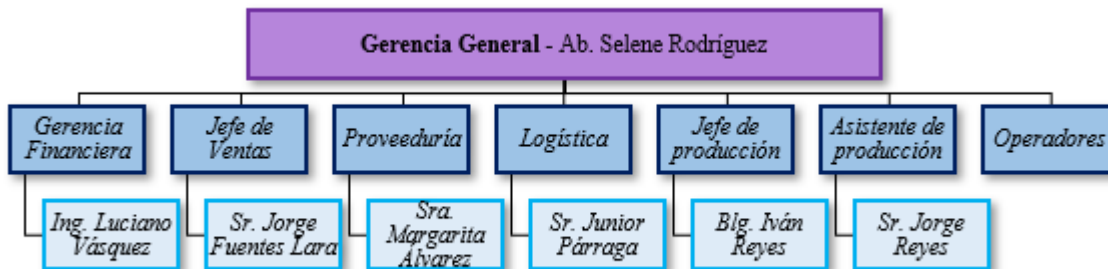 Gerencia General - Ab. Selene Rodríguez
Gerencia
Financiera
Jefe de
Ventas
Proveeduría
Logística
Jefe de
producción
Asistente de
producción
Operadores
Ing. Luciano
Vásquez
Sr. Jorge
Fuentes Lara
Sra.
Margarita
Álvarez
Sr. Junior
Párraga
Blg. Iván
Reyes
Sr. Jorge
Reyes